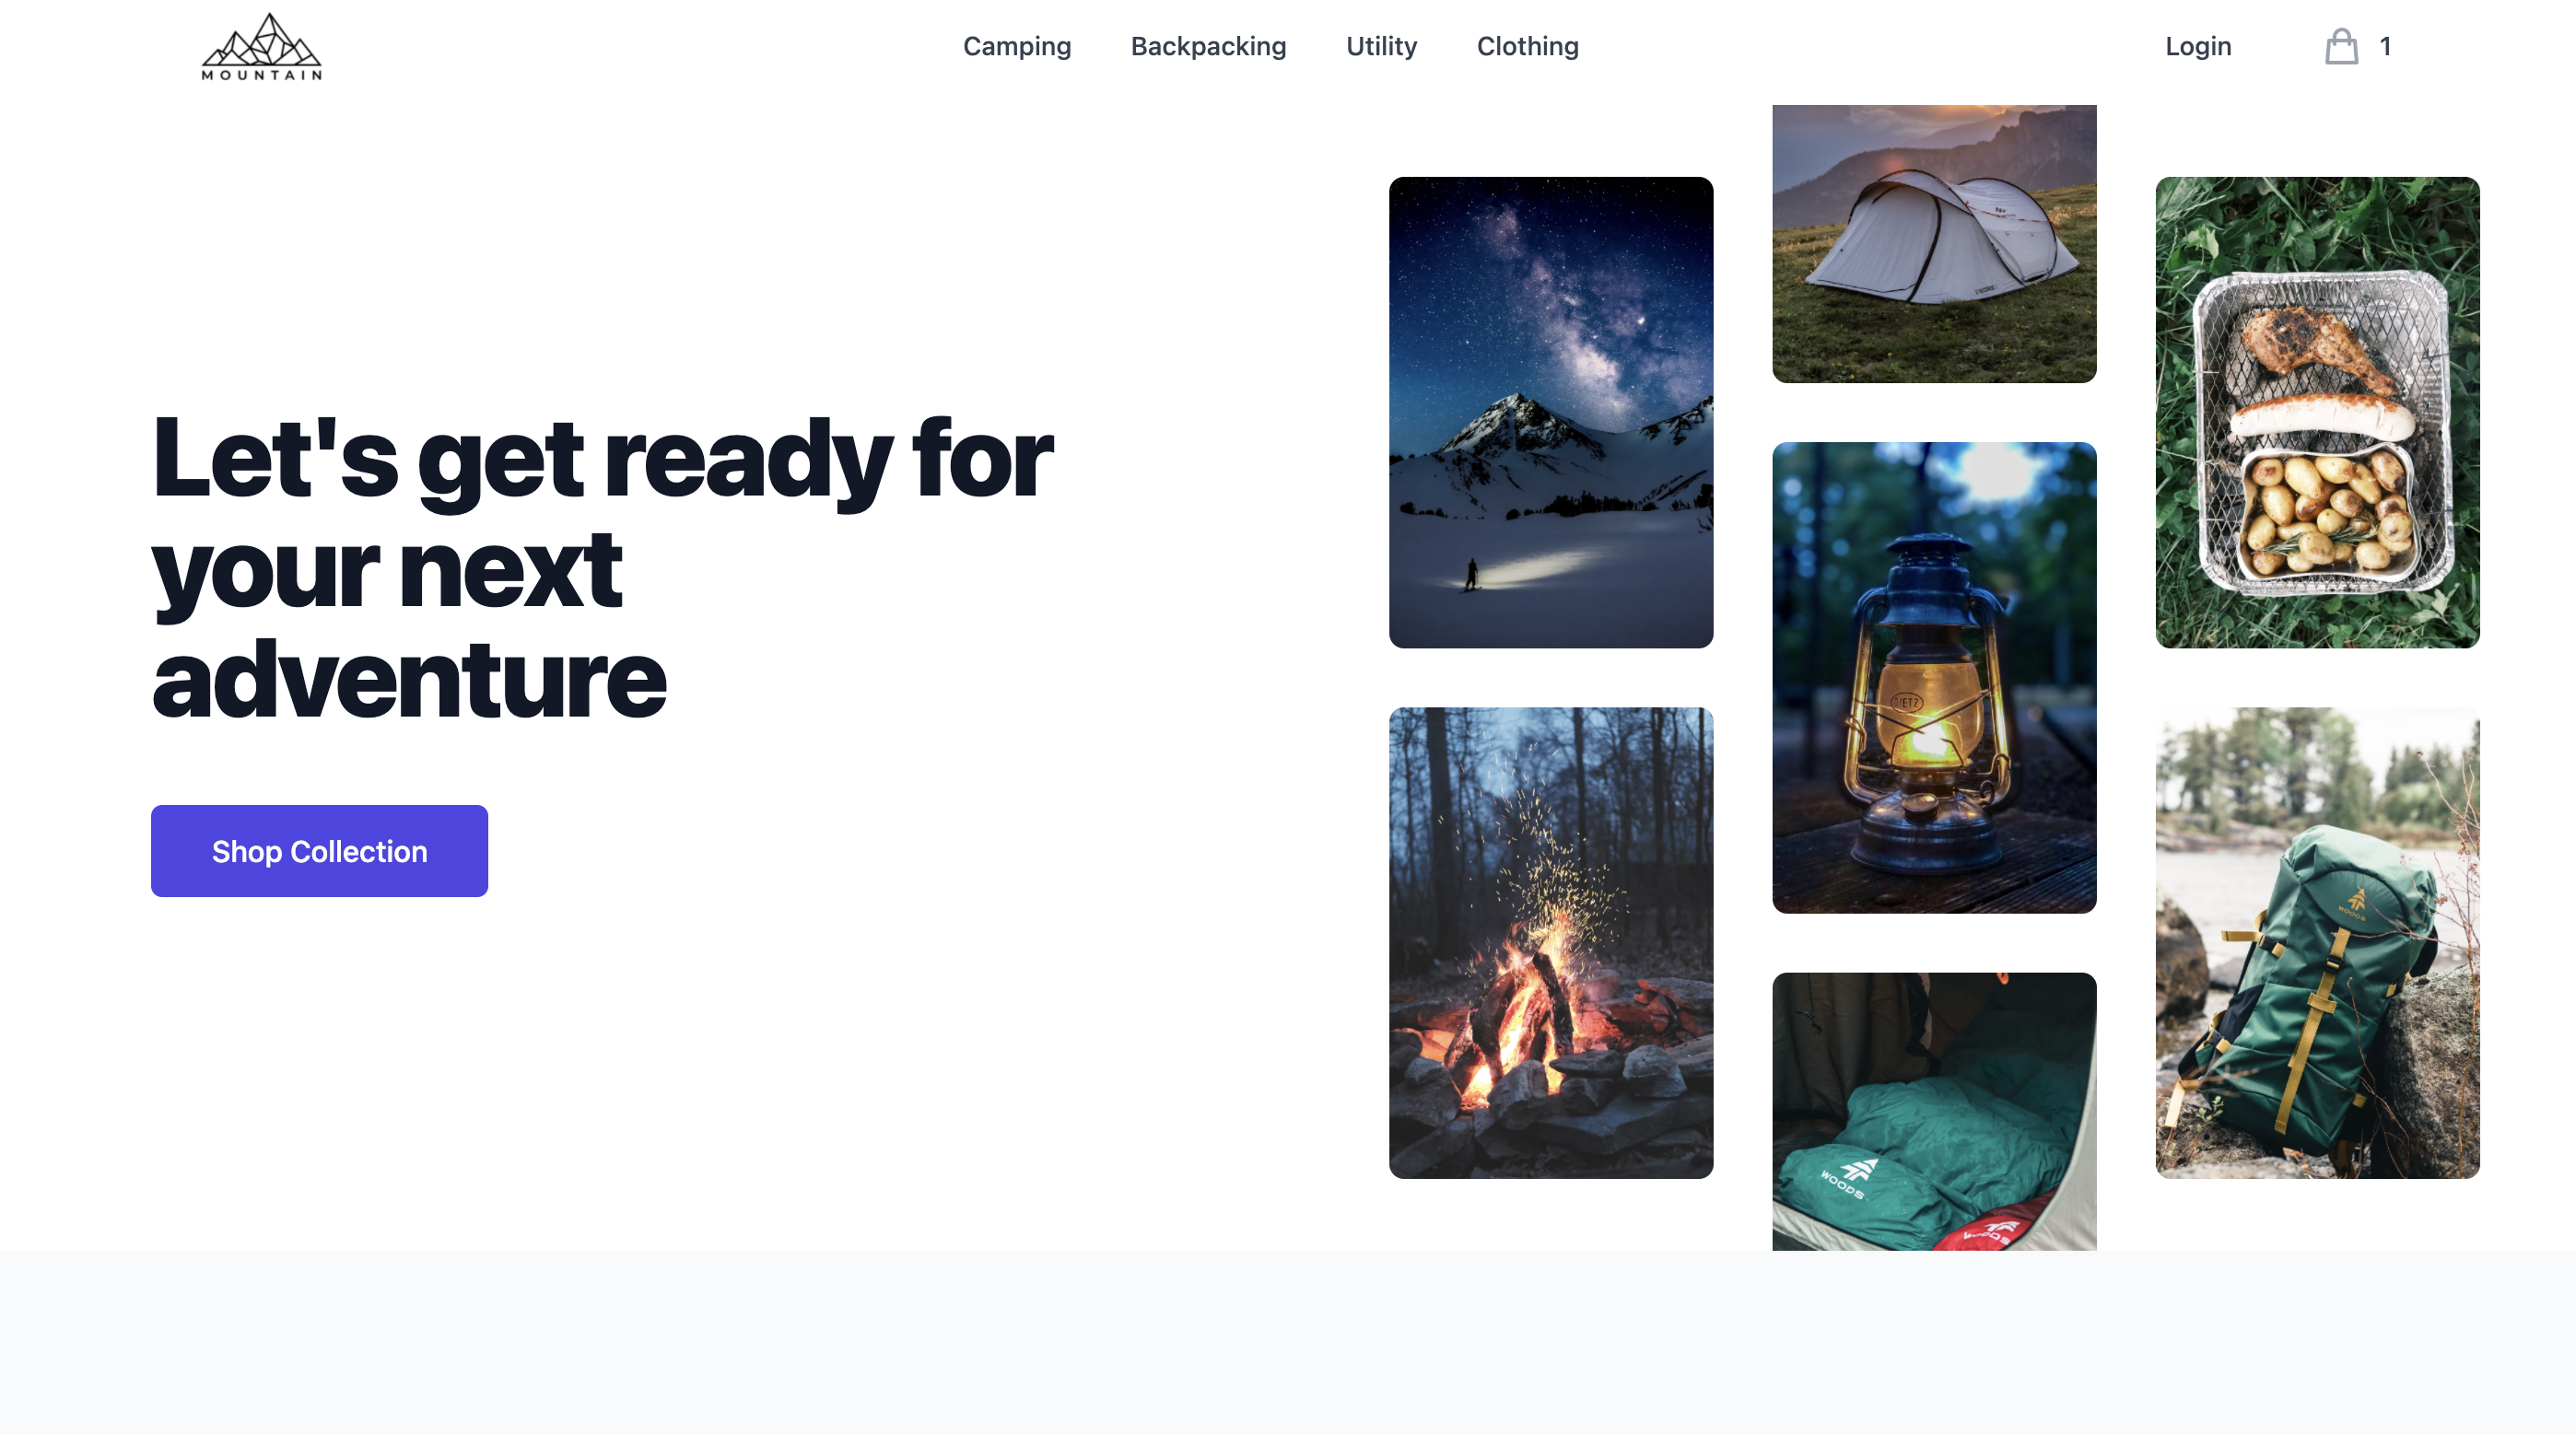 MOUNTAIN
Camping Backpacking Utility Clothing
Login 1
Let's get ready for
your next
adventure
Shop Collection
DIETZ
WOODS
WOODS
WOODS